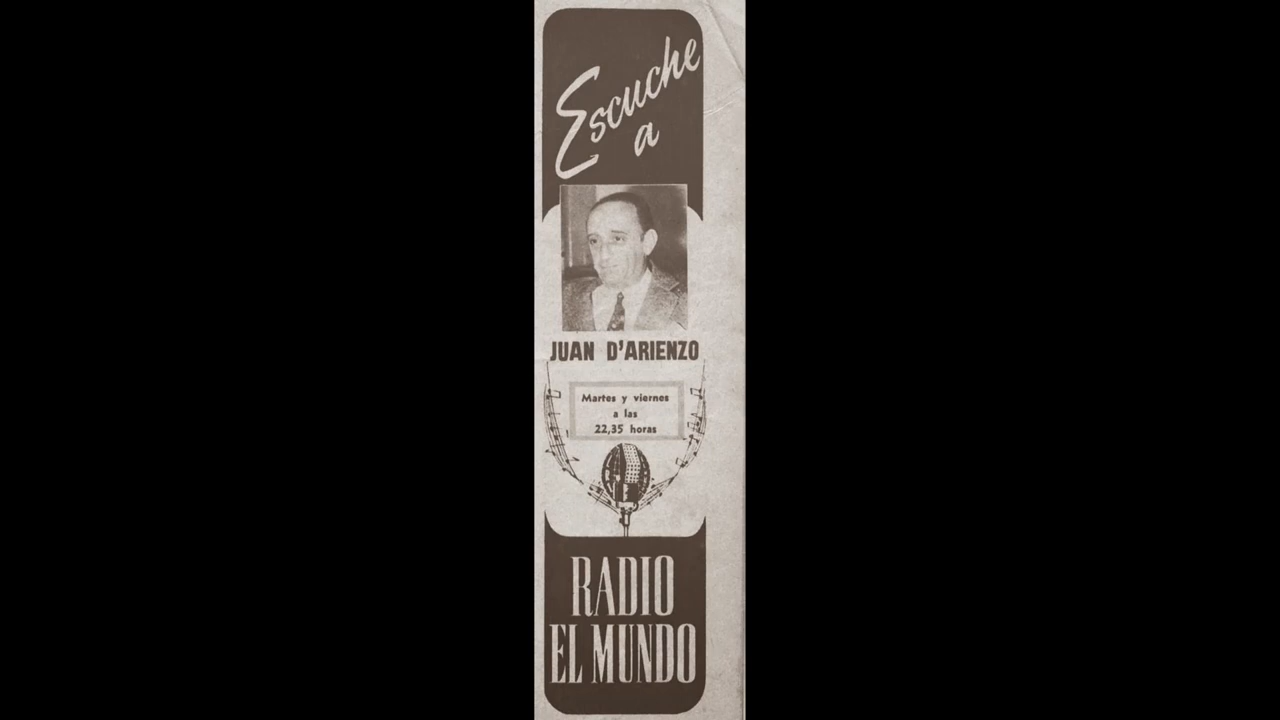 Escuche
a
JUAN D'ARIENZO
Martes y viernes
a las
22,35 horas
RADIO
EL MUNDO